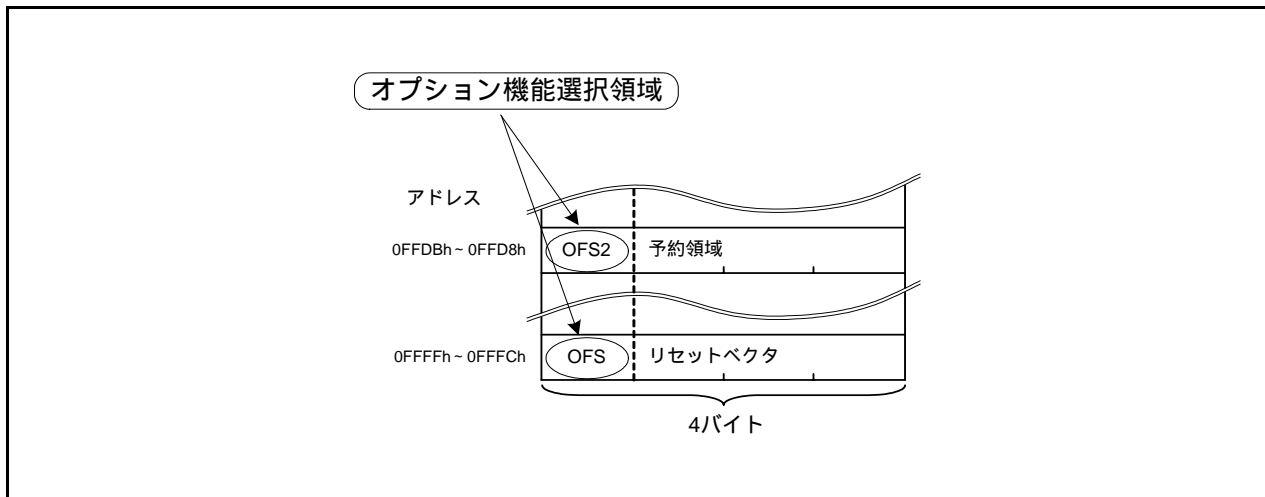 オプション機能選択領域
アドレス
0FFDBh~0FFD8h OFS2 予約領域
0FFFFh~0FFFCh OFS リセットベクタ
4バイト